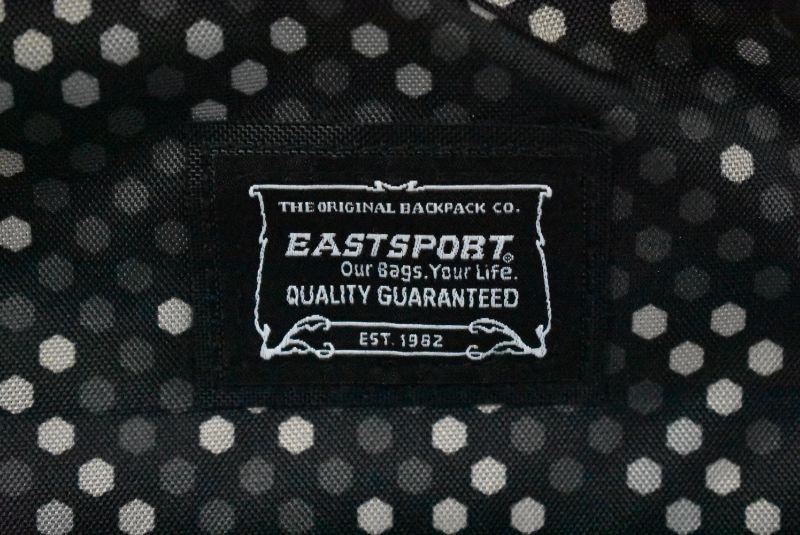 THE ORIGINAL BACKPACK CO.
EASTSPORT®
Our Bags.Your Life.
QUALITY GUARANTEED
EST. 1982